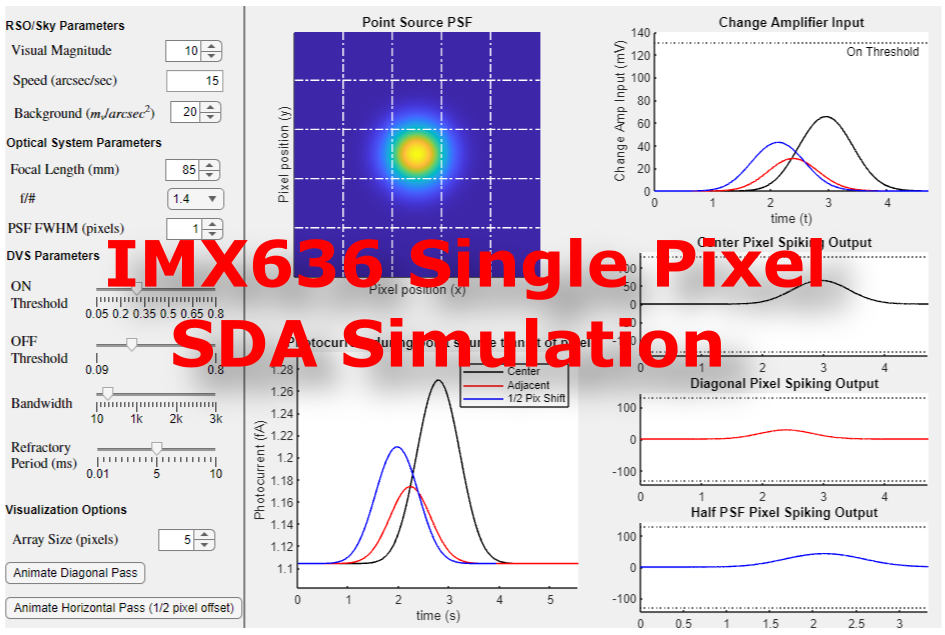 RSO/Sky Parameters
Visual Magnitude 10
Speed (arcsec/sec) 15
Background (mᵥ/arcsec²) 20
Optical System Parameters
Focal Length (mm) 85
f/# 1.4
PSF FWHM (pixels) 1
DVS Parameters
ON
Threshold
0.05 0.2 0.35 0.5 0.65 0.8
OFF
Threshold
0.09 0.8
Bandwidth
10 1k 2k 3k
Refractory
Period (ms)
0.01 5 10
Visualization Options
Array Size (pixels) 5
Animate Diagonal Pass
Animate Horizontal Pass (1/2 pixel offset)
Point Source PSF
Pixel position (y)
Pixel position (x)
IMX636 Single Pixel
SDA Simulation
Photocurrent during point source transit of pixel
Center
Adjacent
1/2 Pix Shift
Photocurrent (fA)
1.28
1.26
1.24
1.22
1.2
1.18
1.16
1.14
1.12
1.1
0 1 2 3 4 5
time (s)
Change Amplifier Input
On Threshold
Change Amp Input (mV)
140
120
100
80
60
40
20
0
0 1 2 3 4
time (t)
Center Pixel Spiking Output
100
50
0
-50
-100
0 1 2 3 4
Diagonal Pixel Spiking Output
100
0
-100
0 1 2 3 4
Half PSF Pixel Spiking Output
100
0
-100
0 0.5 1 1.5 2 2.5 3